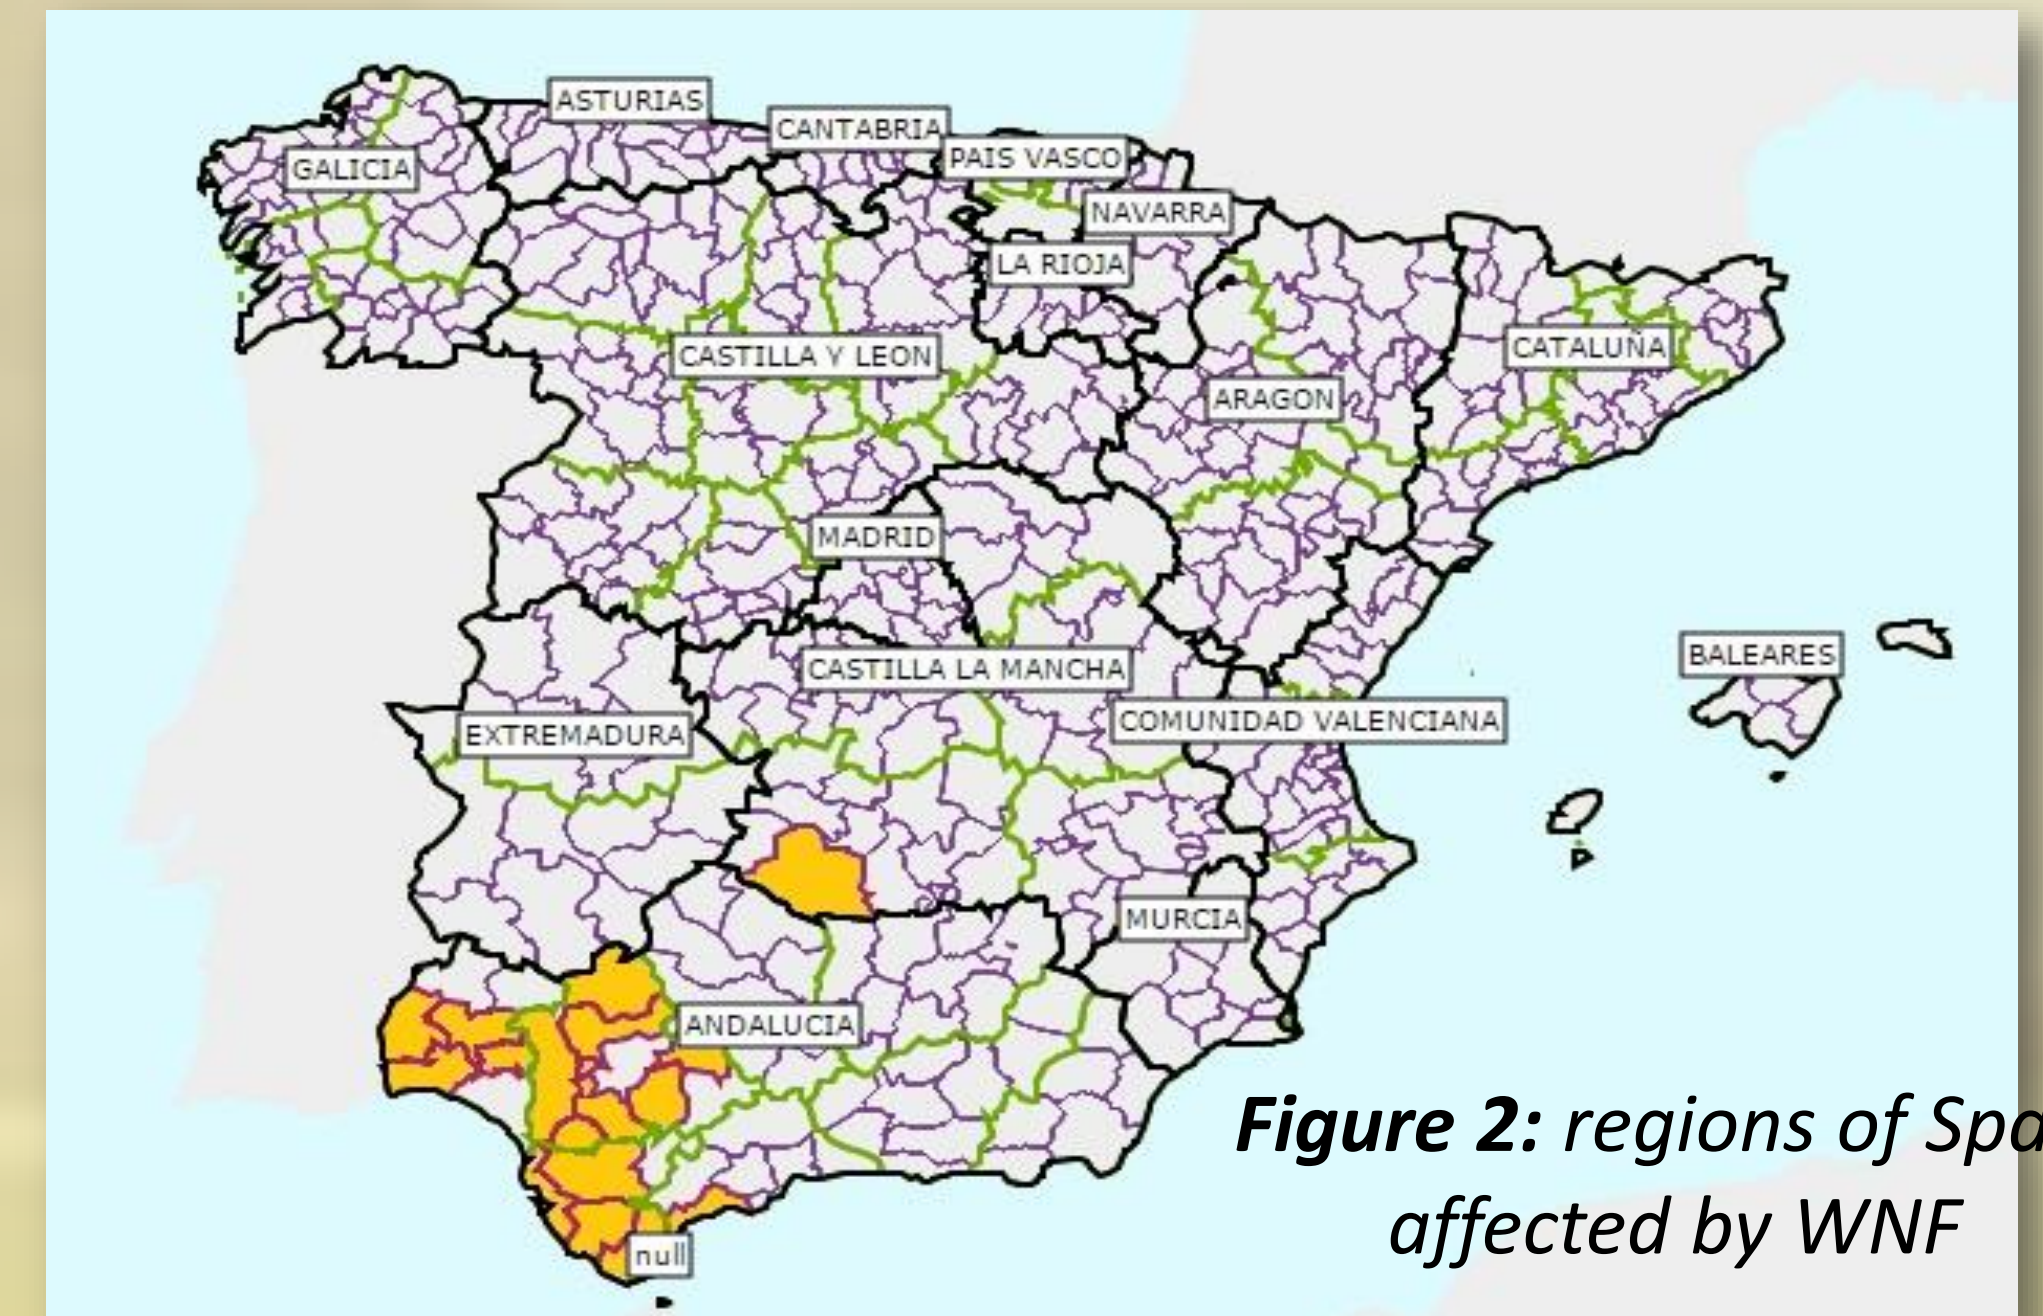 ASTURIAS
CANTABRIA
PAIS VASCO
GALICIA
NAVARRA
LA RIOJA
CASTILLA Y LEON
CATALUÑA
ARAGON
MADRID
BALEARES
CASTILLA LA MANCHA
COMUNIDAD VALENCIANA
EXTREMADURA
MURCIA
ANDALUCIA
Figure 2: regions of Spa
affected by WNF
null